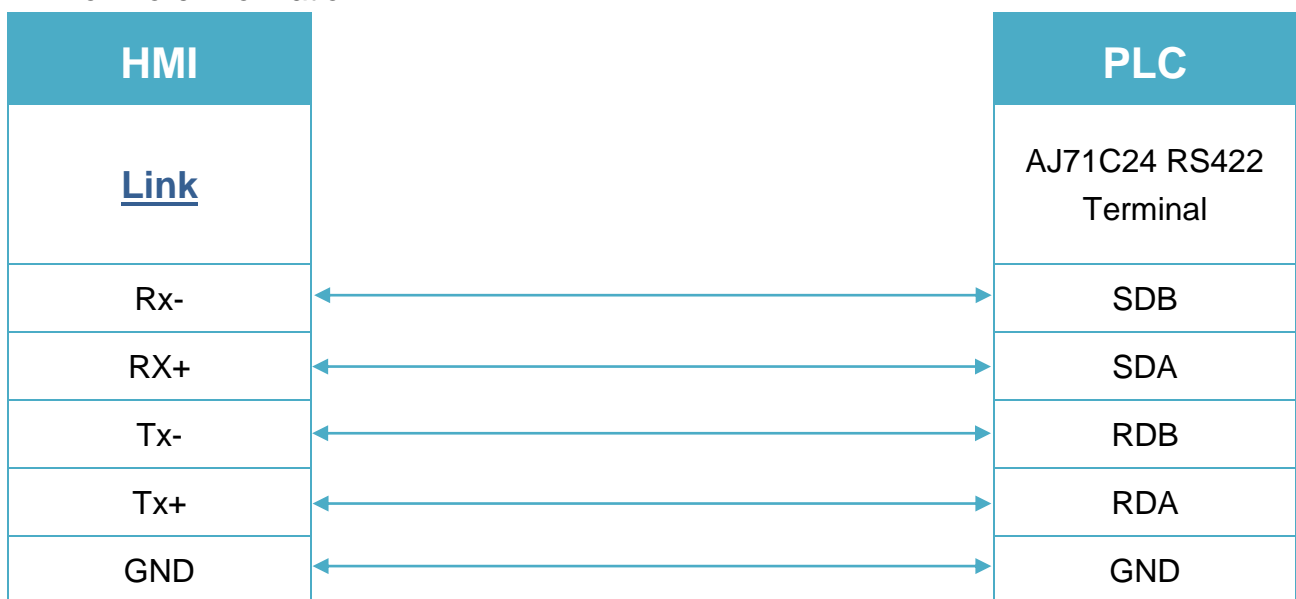 HMI PLC
Link AJ71C24 RS422
Terminal
Rx- SDB
RX+ SDA
Tx- RDB
Tx+ RDA
GND GND